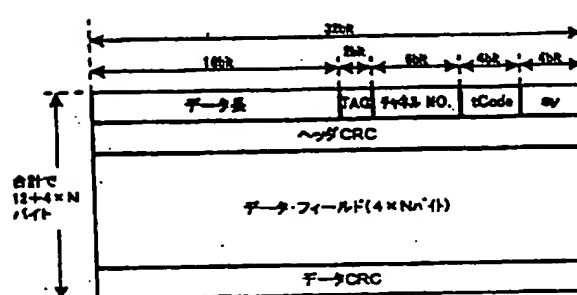 32bit
16bit 2bit 6bit 4bit 4bit
データ長 TAG チャネル NO. tCode sy
ヘッダCRC
合計で
12+4×N
バイト
データ・フィールド(4×Nバイト)
データCRC